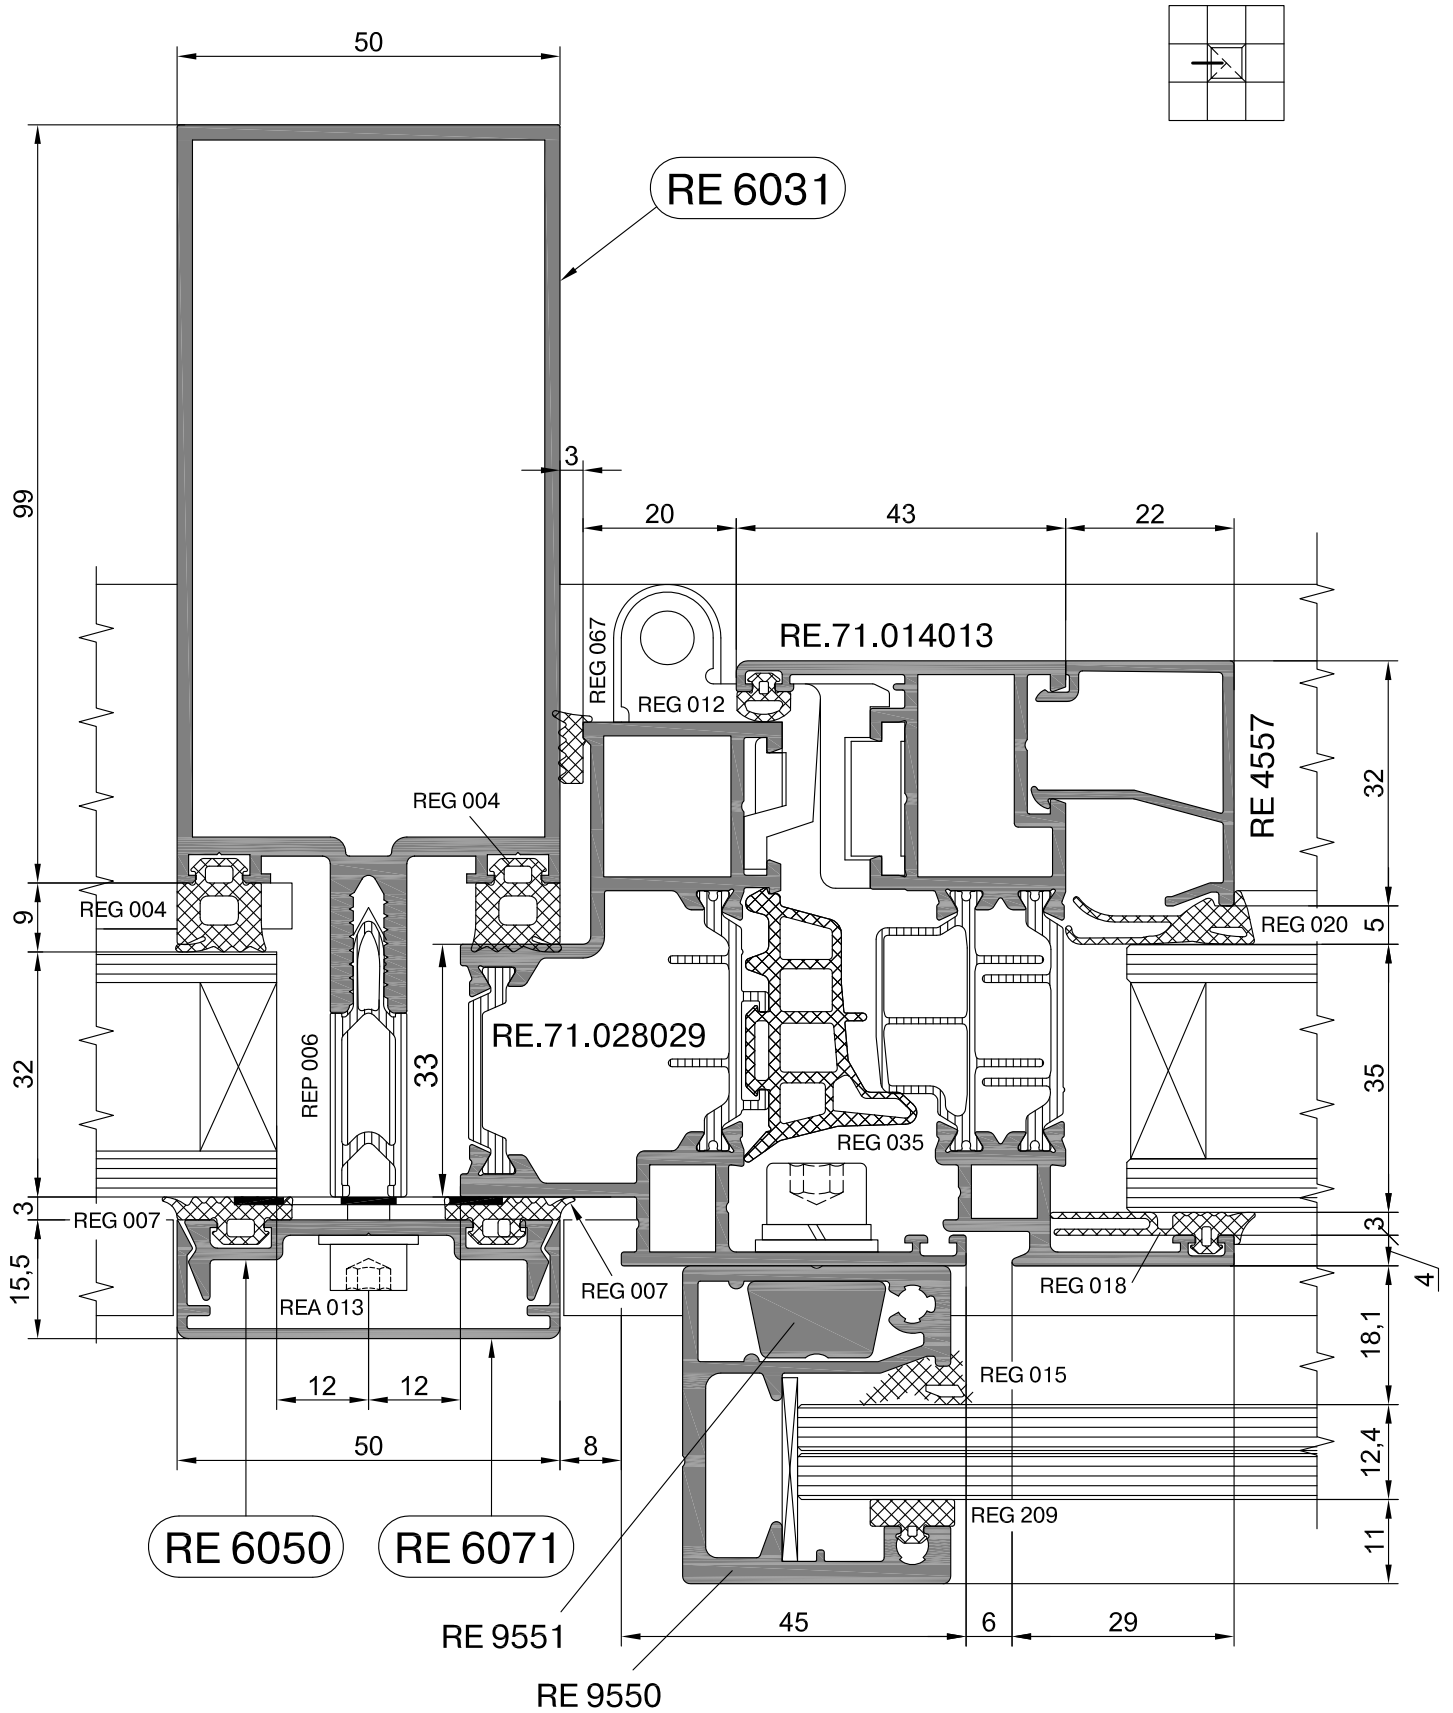 50
RE 6031
99
3
20
43
22
REG 067
RE.71.014013
REG 012
RE 4557
32
REG 004
9
REG 004
REG 020
5
32
REP 006
33
RE.71.028029
35
REG 035
3
REG 007
3
15,5
REA 013
REG 007
REG 018
4
18,1
12
12
REG 015
50
8
12,4
REG 209
RE 6050
RE 6071
11
RE 9551
45
6
29
RE 9550